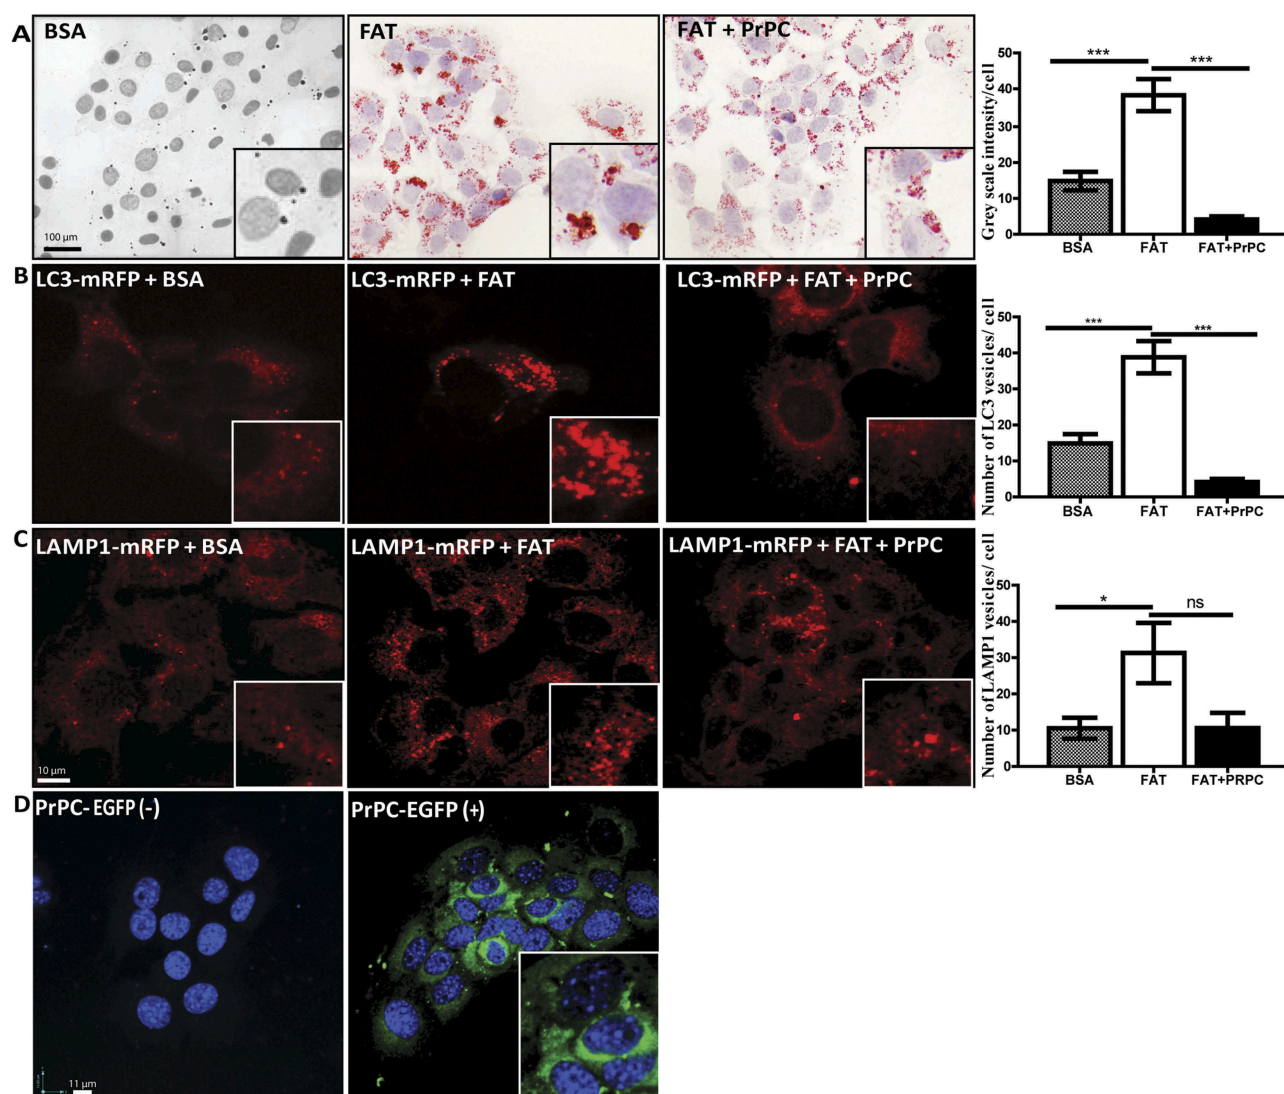 A
BSA
FAT
FAT + PrPC
100 µm
Grey scale intensity/cell
50
40
30
20
10
0
***
***
BSA
FAT
FAT+PrPC
B
LC3-mRFP + BSA
LC3-mRFP + FAT
LC3-mRFP + FAT + PrPC
Number of LC3 vesicles/ cell
50
40
30
20
10
0
***
***
BSA
FAT
FAT+PrPC
C
LAMP1-mRFP + BSA
LAMP1-mRFP + FAT
LAMP1-mRFP + FAT + PrPC
10 µm
Number of LAMP1 vesicles/ cell
50
40
30
20
10
0
*
ns
BSA
FAT
FAT+PRPC
D
PrPC-EGFP (-)
PrPC-EGFP (+)
11 µm